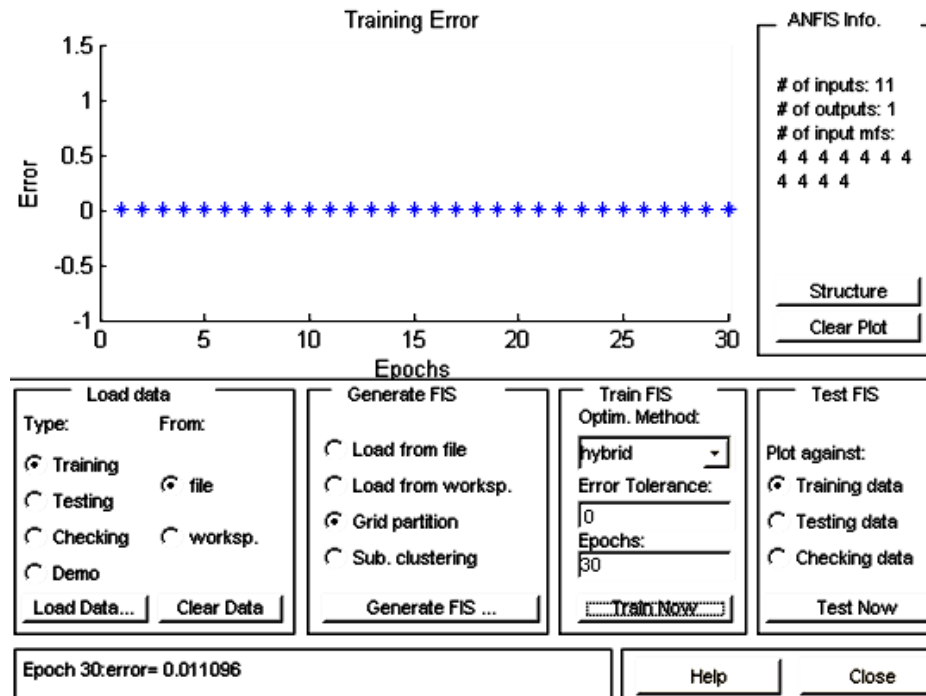 Training Error
1.5
1
0.5
0
-0.5
-1
Error
0 5 10 15 20 25 30
Epochs
ANFIS Info.
# of inputs: 11
# of outputs: 1
# of input mfs:
4 4 4 4 4 4 4
4 4 4 4
Structure
Clear Plot
Load data
Type: From:
Training
Testing
Checking
Demo
file
worksp.
Load Data... Clear Data
Generate FIS
Load from file
Load from worksp.
Grid partition
Sub. clustering
Generate FIS ...
Train FIS
Optim. Method:
hybrid
Error Tolerance:
0
Epochs:
30
Train Now
Test FIS
Plot against:
Training data
Testing data
Checking data
Test Now
Epoch 30:error= 0.011096
Help Close